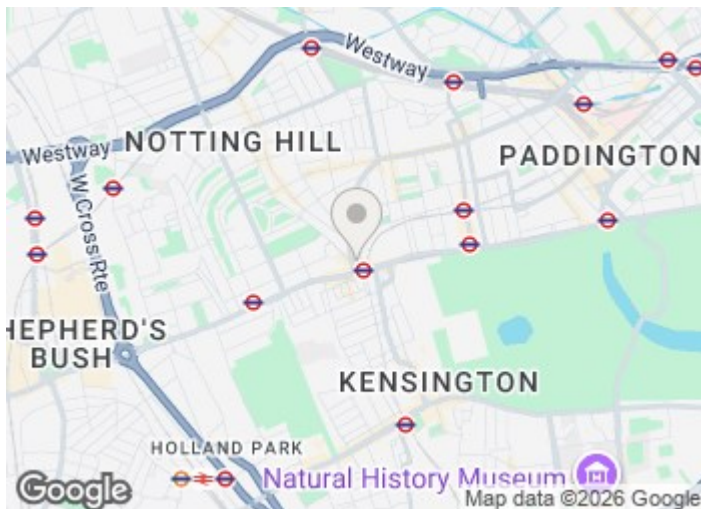 Westway
NOTTING HILL
Westway
PADDINGTON
W Cross Rte
HEPHERD'S
BUSH
KENSINGTON
HOLLAND PARK
Natural History Museum
Google
Map data ©2026 Google